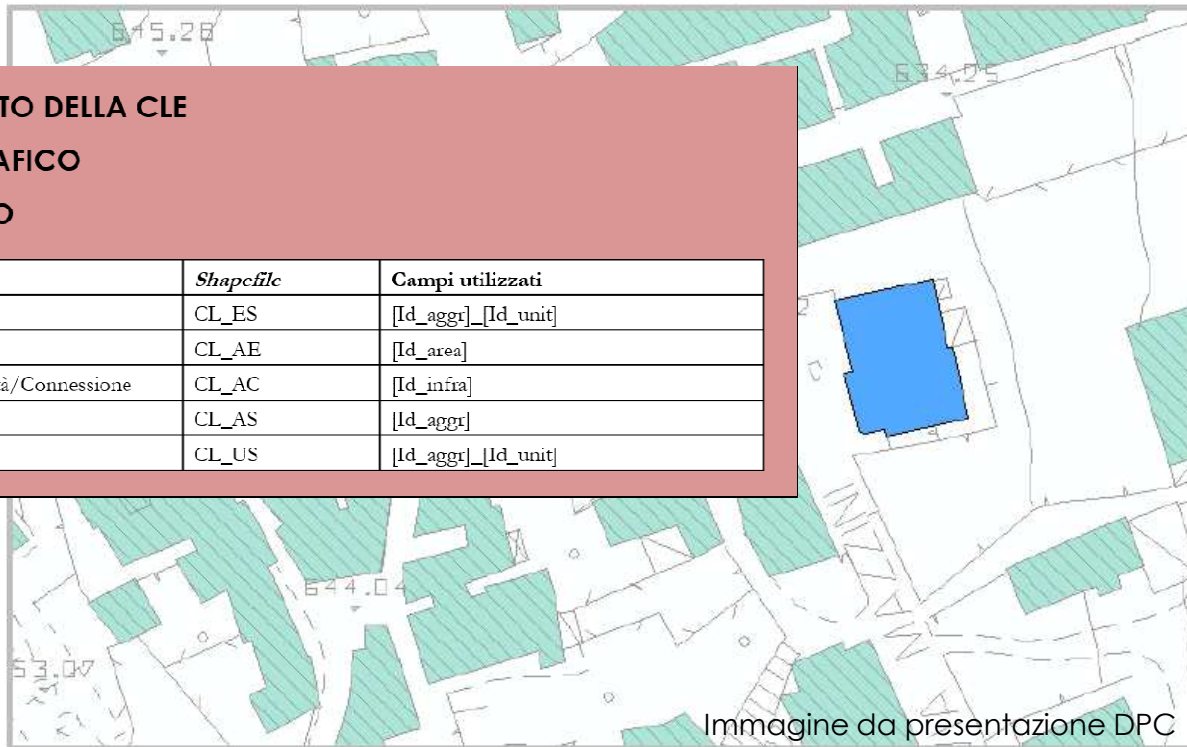 645.28
634.25
TO DELLA CLE
AFICO
O
Shapefile Campi utilizzati
CL_ES [Id_aggr]_[Id_unit]
CL_AE [Id_area]
à/Connessione CL_AC [Id_infra]
CL_AS [Id_aggr]
CL_US [Id_aggr]_[Id_unit]
644.04
53.07
Immagine da presentazione DPC